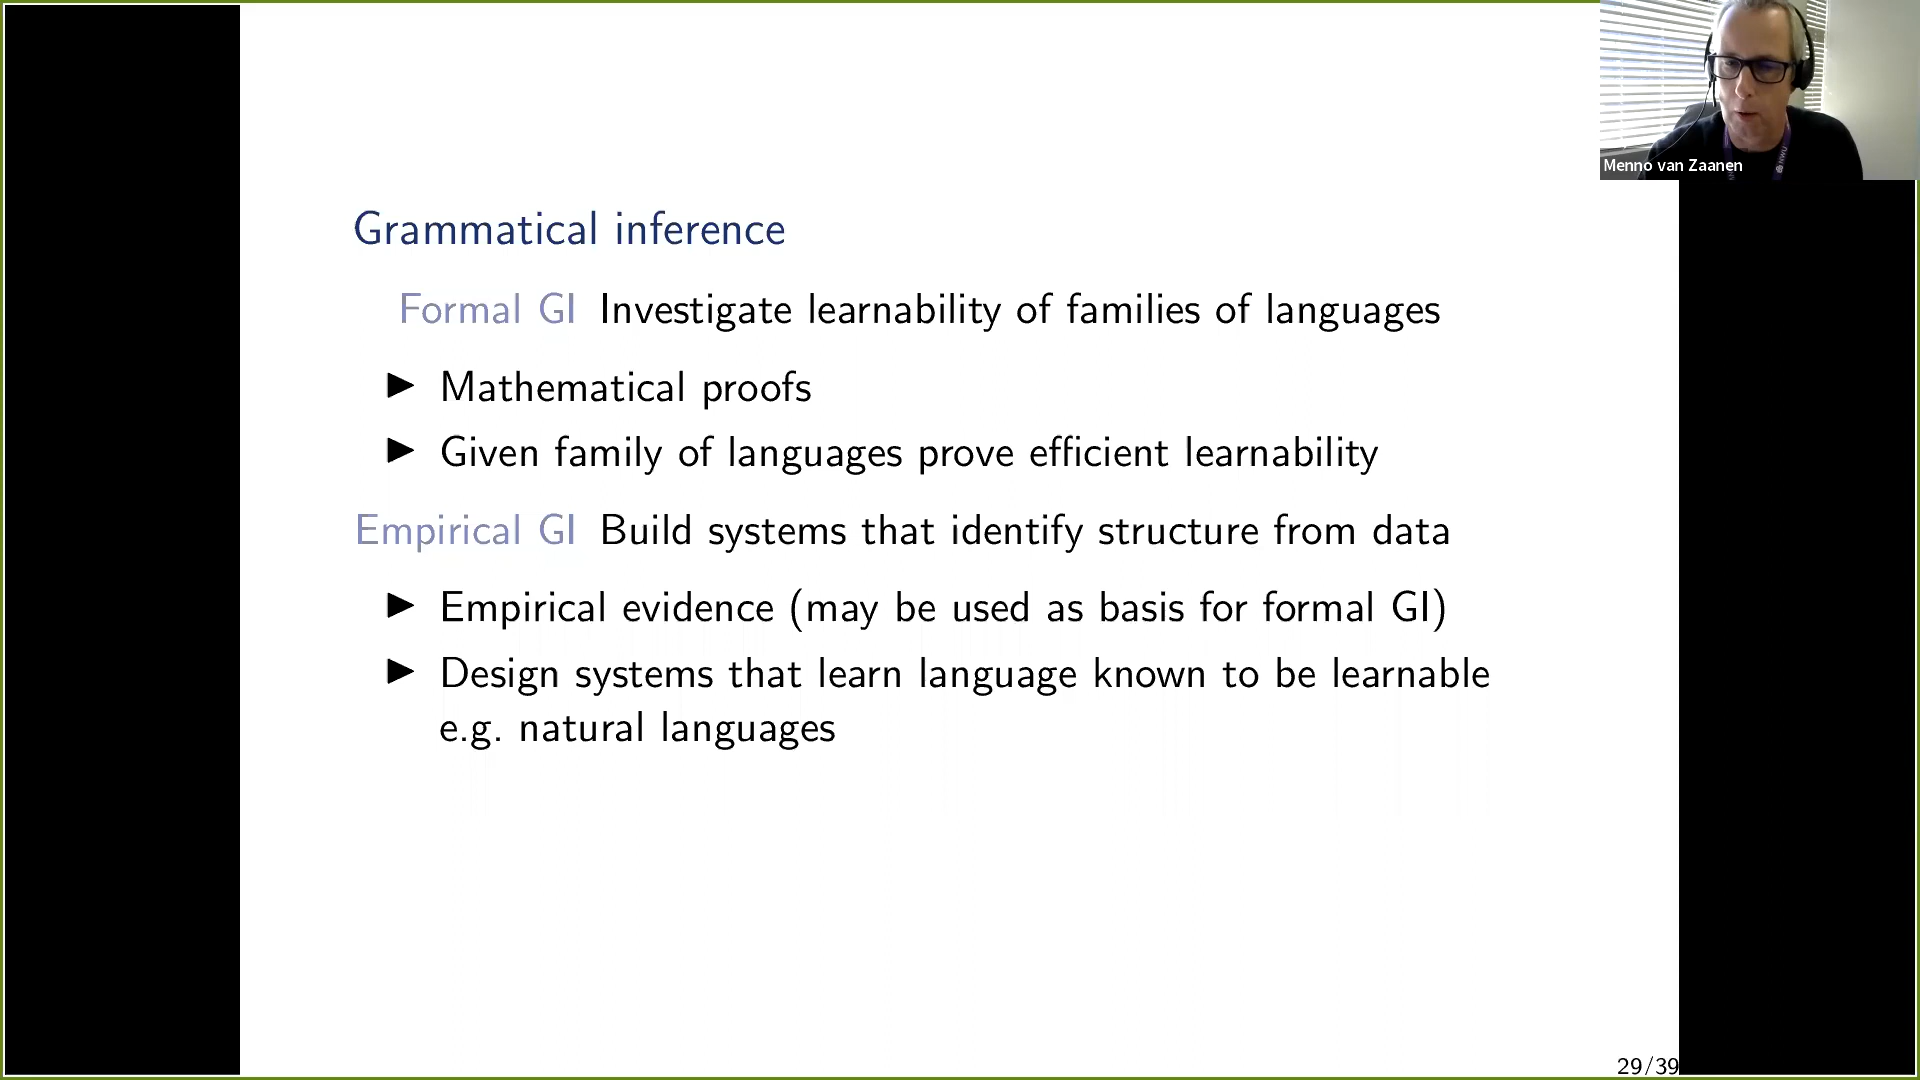 Menno van Zaanen
NWU
Grammatical inference
Formal GI Investigate learnability of families of languages
▶ Mathematical proofs
▶ Given family of languages prove efficient learnability
Empirical GI Build systems that identify structure from data
▶ Empirical evidence (may be used as basis for formal GI)
▶ Design systems that learn language known to be learnable
e.g. natural languages
29/39